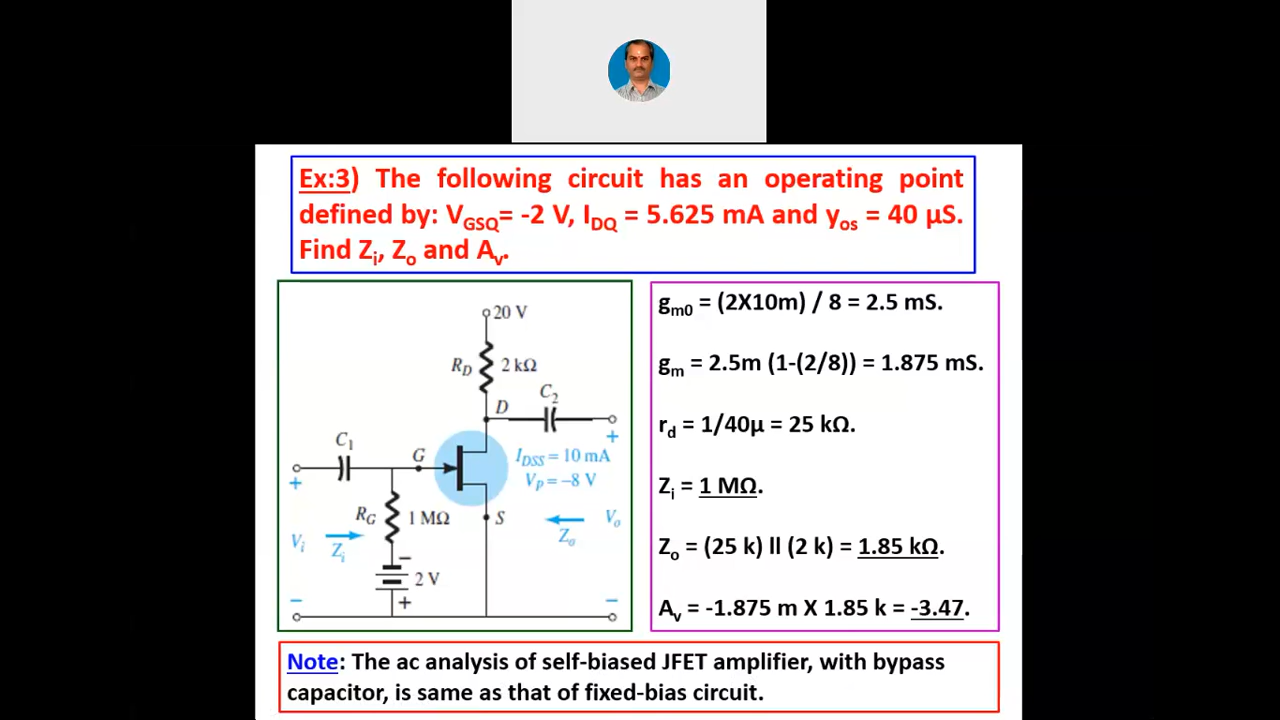 Ex:3) The following circuit has an operating point
defined by: VGSQ= -2 V, IDQ = 5.625 mA and yos = 40 µS.
Find Zi, Zo and Av.
20 V
RD 2 kΩ
C2
D
C1
G
IDSS = 10 mA
VP = −8 V
RG 1 MΩ
S
Vo
Zo
Vi
Zi
2 V
+
−
+
−
+
−
gm0 = (2X10m) / 8 = 2.5 mS.
gm = 2.5m (1-(2/8)) = 1.875 mS.
rd = 1/40µ = 25 kΩ.
Zi = 1 MΩ.
Zo = (25 k) ll (2 k) = 1.85 kΩ.
Av = -1.875 m X 1.85 k = -3.47.
Note: The ac analysis of self-biased JFET amplifier, with bypass
capacitor, is same as that of fixed-bias circuit.